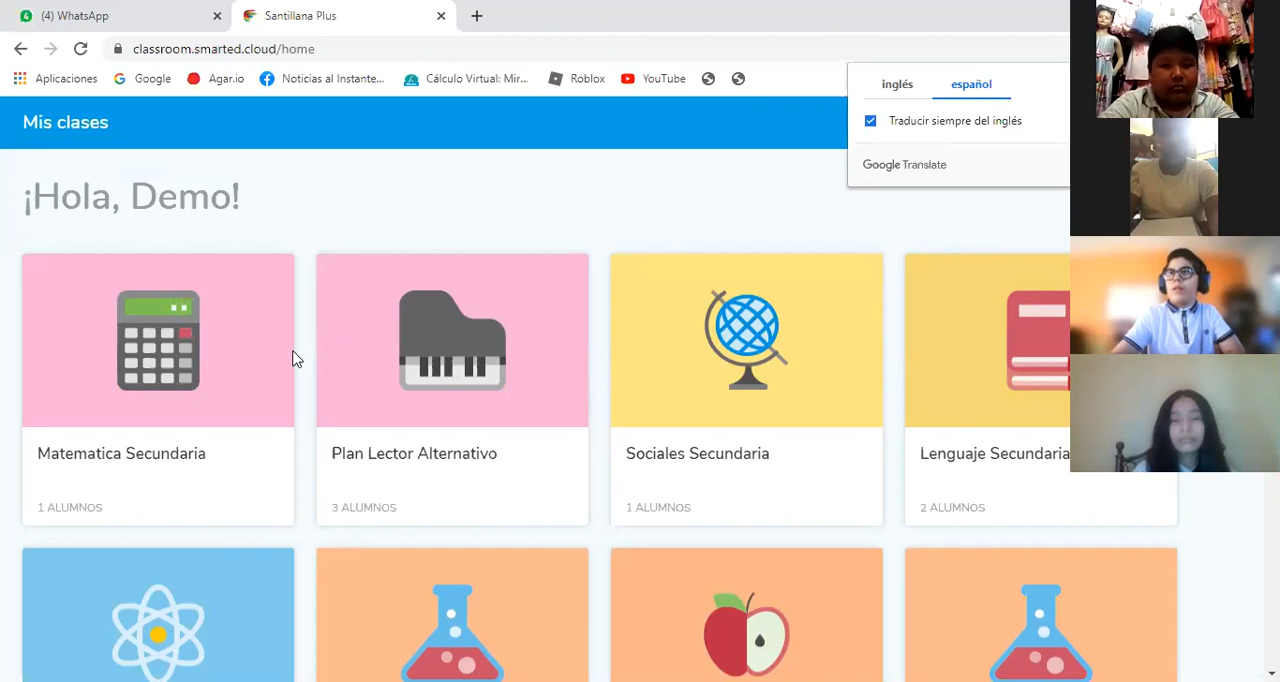 (4) WhatsApp
Santillana Plus
classroom.smarted.cloud/home
Aplicaciones Google Agar.io Noticias al Instante... Cálculo Virtual: Mir... Roblox YouTube
inglés español
Traducir siempre del inglés
Google Translate
Mis clases
¡Hola, Demo!
Matematica Secundaria
Plan Lector Alternativo
Sociales Secundaria
Lenguaje Secundaria
1 ALUMNOS
3 ALUMNOS
1 ALUMNOS
2 ALUMNOS